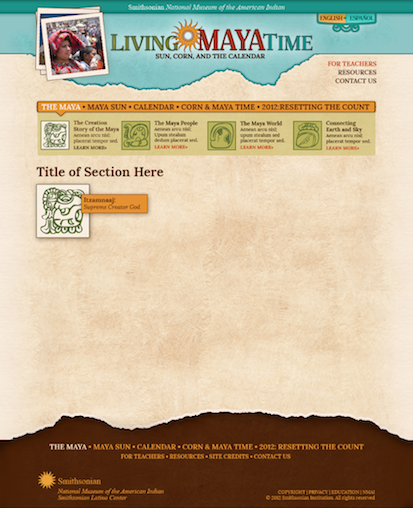 Smithsonian National Museum of the American Indian
ENGLISH • ESPAÑOL
LIVING MAYA TIME
SUN, CORN, AND THE CALENDAR
FOR TEACHERS
RESOURCES
CONTACT US
THE MAYA • MAYA SUN • CALENDAR • CORN & MAYA TIME • 2012:RESETTING THE COUNT
The Creation
Story of the Maya
Aenean arcu nisl,
placerat tempor sed.
LEARN MORE>
The Maya People
Aenean arcu nisl,
Upum strudum
dedum placerat sed.
LEARN MORE>
The Maya World
Aenean arcu nisl,
upum strudum sed
placerat tempor sed.
LEARN MORE>
Connecting
Earth and Sky
Aenean arcu nisl,
placerat tempor sed.
LEARN MORE>
Title of Section Here
Itzamnaaj:
Supreme Creator God
THE MAYA • MAYA SUN • CALENDAR • CORN & MAYA TIME • 2012: RESETTING THE COUNT
FOR TEACHERS • RESOURCES • SITE CREDITS • CONTACT US
Smithsonian
National Museum of the American Indian
Smithsonian Latino Center
COPYRIGHT | PRIVACY | EDUCATION | NMAI
© 2012 Smithsonian Institution. All rights reserved